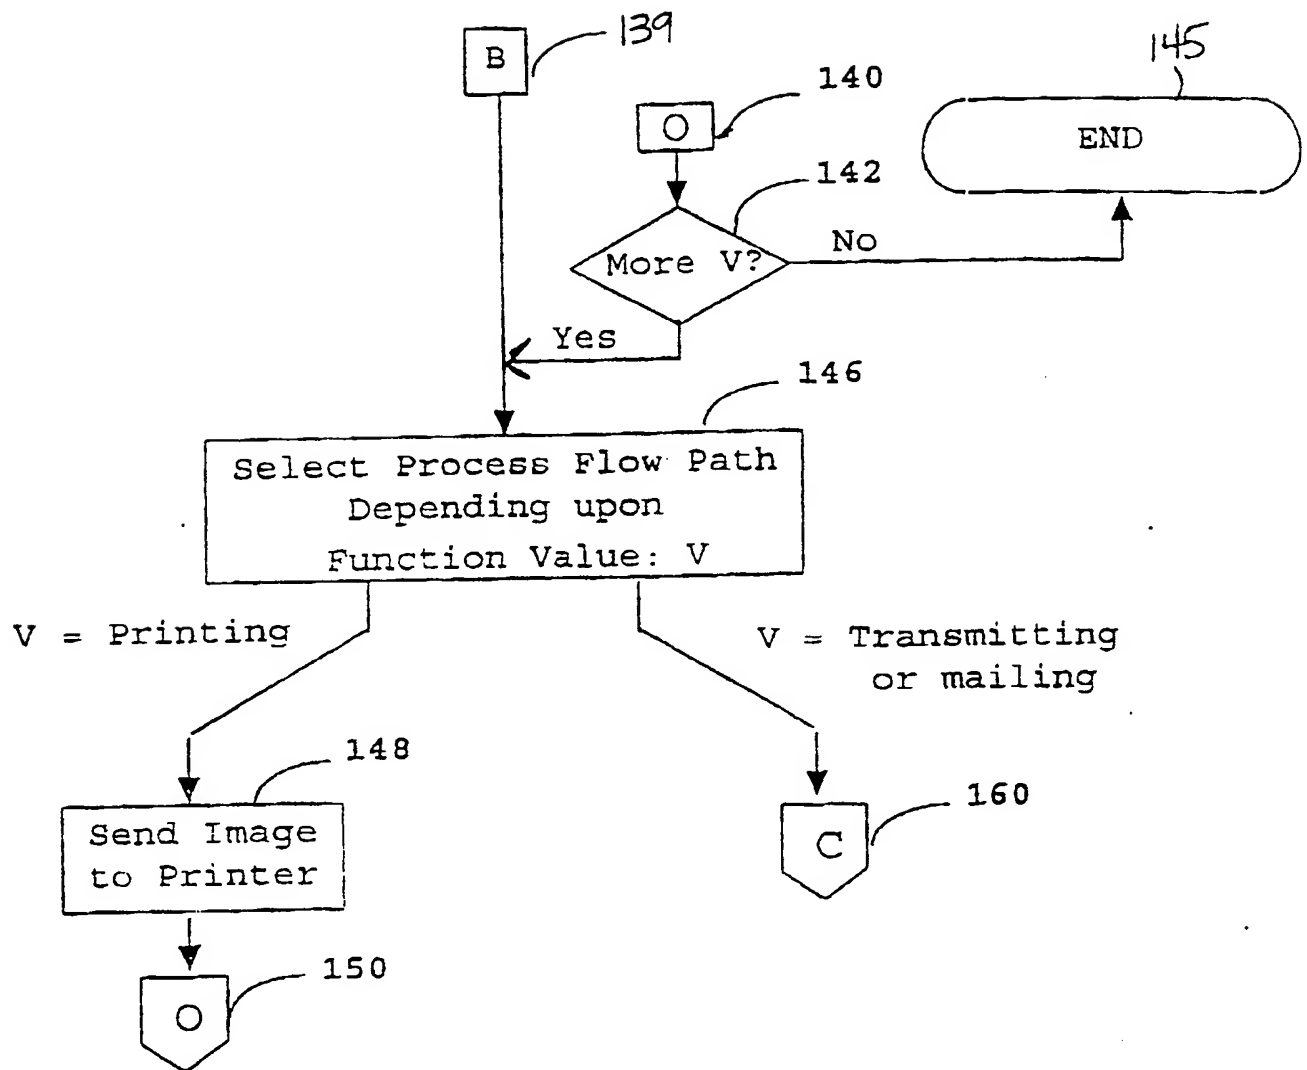 139
B
145
140
O
END
142
More V?
No
Yes
146
Select Process Flow Path
Depending upon
Function Value: V
V = Printing
V = Transmitting
or mailing
148
Send Image
to Printer
160
C
150
O